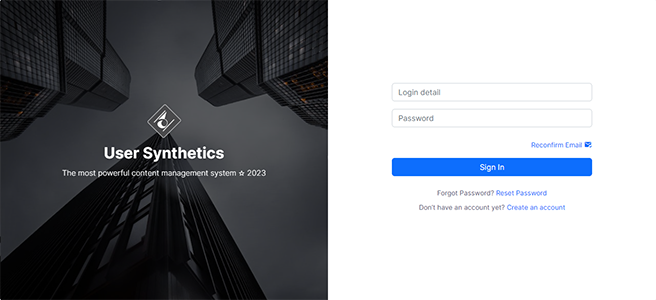 User Synthetics
The most powerful content management system ☆ 2023
Login detail
Password
Reconfirm Email
Sign In
Forgot Password? Reset Password
Don't have an account yet? Create an account